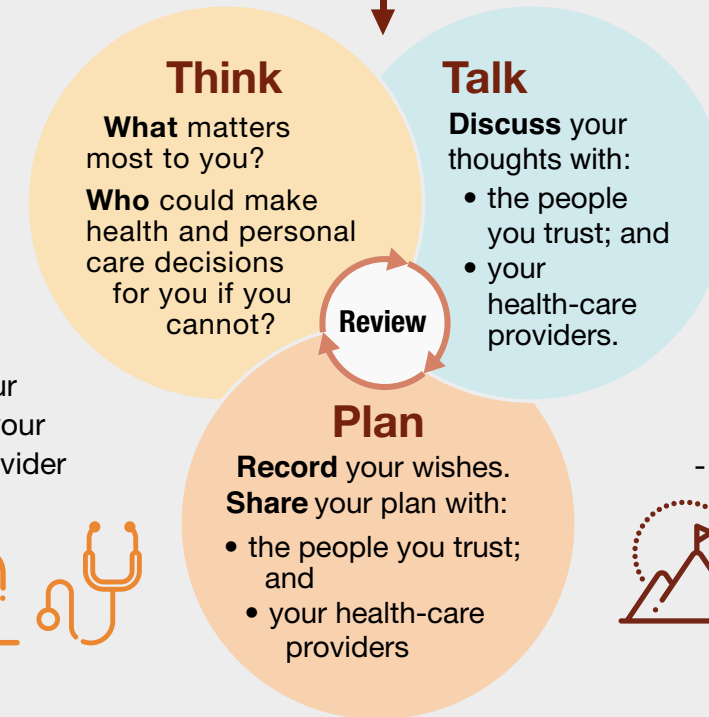 Think
What matters
most to you?
Who could make
health and personal
care decisions
for you if you
cannot?
Talk
Discuss your
thoughts with:
• the people
you trust; and
• your
health-care
providers.
Review
Plan
Record your wishes.
Share your plan with:
• the people you trust;
and
• your health-care
providers
-